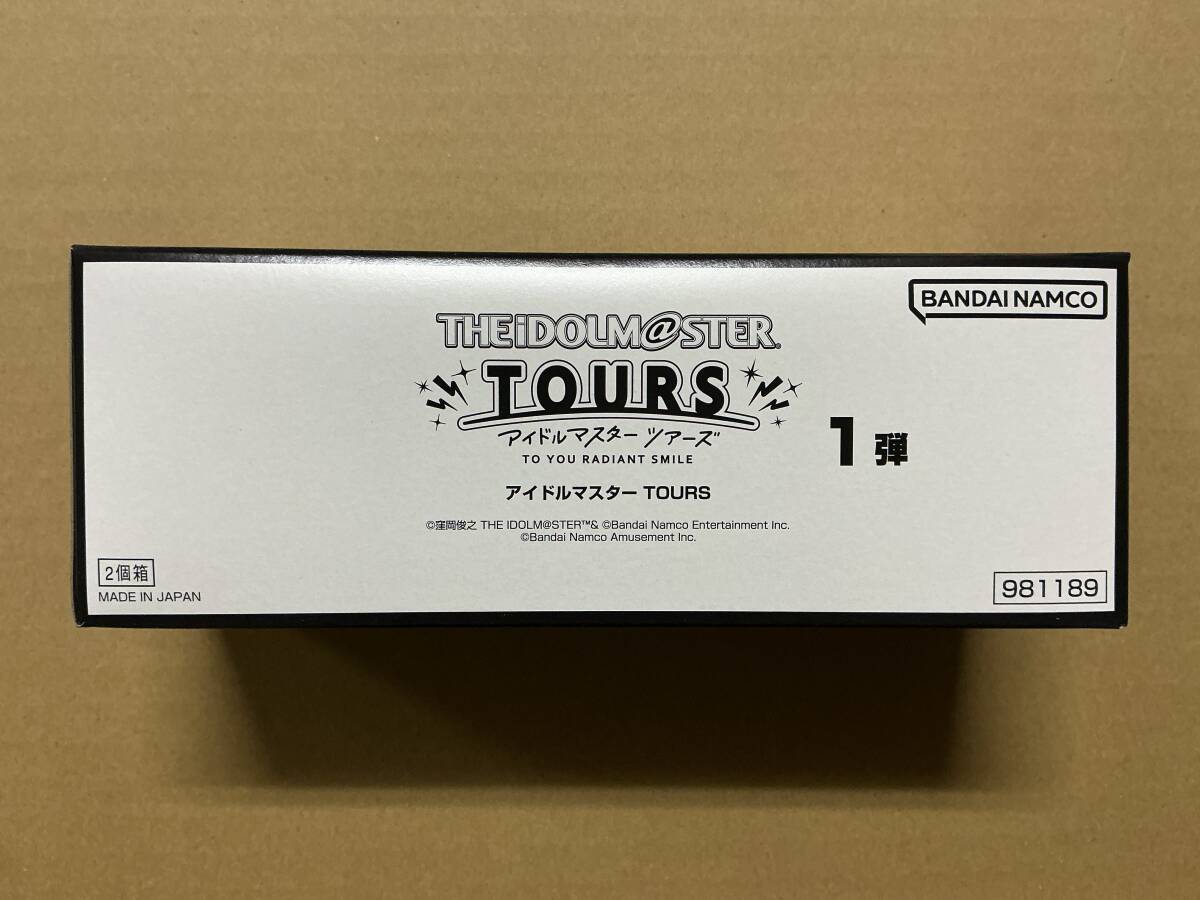 BANDAI NAMCO
THE iDOLM@STER
TOURS
アイドルマスター ツアーズ
TO YOU RADIANT SMILE
1弾
アイドルマスター TOURS
©窪岡俊之 THE IDOLM@STER™& ©Bandai Namco Entertainment Inc.
©Bandai Namco Amusement Inc.
2個箱
MADE IN JAPAN
981189